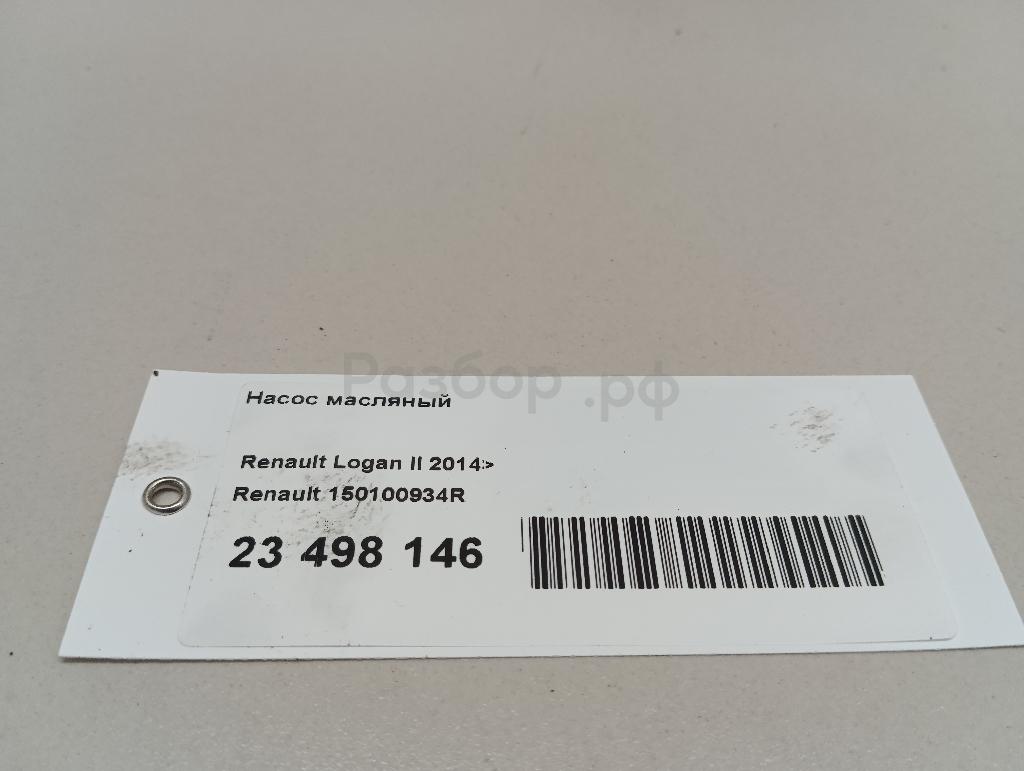 Разбор.рф
Насос масляный
Renault Logan II 2014>
Renault 150100934R
23 498 146